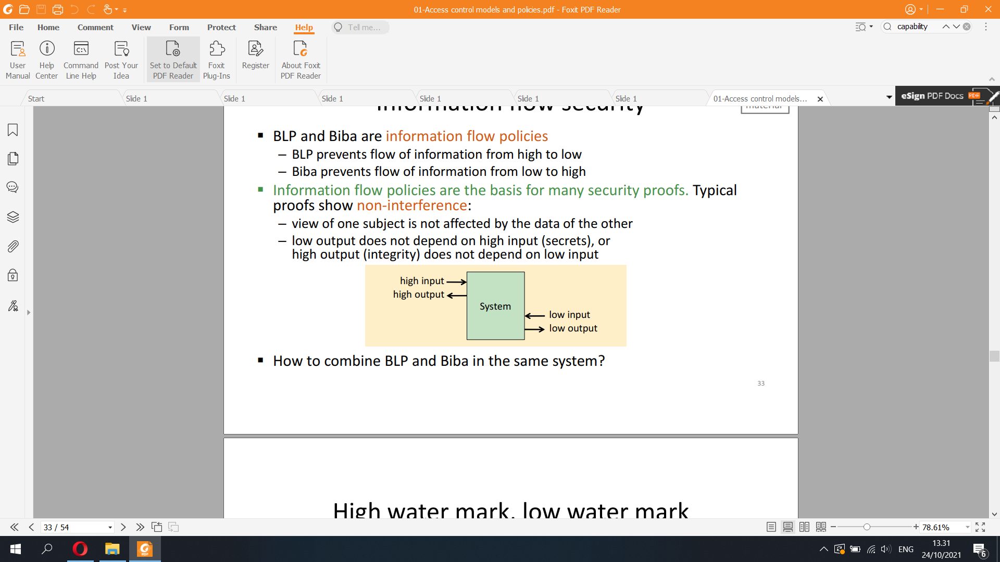 01-Access control models and policies.pdf - Foxit PDF Reader
File Home Comment View Form Protect Share Help Tell me... capability
User Manual
Help Center
Command Line Help
Post Your Idea
Set to Default PDF Reader
Foxit Plug-Ins
Register
About Foxit PDF Reader
Start Slide 1 Slide 1 Slide 1 Slide 1 Slide 1 Slide 1 01-Access control models... eSign PDF Docs PDF
Information flow security
material
▪ BLP and Biba are information flow policies
– BLP prevents flow of information from high to low
– Biba prevents flow of information from low to high
▪ Information flow policies are the basis for many security proofs. Typical
proofs show non-interference:
– view of one subject is not affected by the data of the other
– low output does not depend on high input (secrets), or
high output (integrity) does not depend on low input
high input
high output
System
low input
low output
▪ How to combine BLP and Biba in the same system?
33
High water mark, low water mark
33 / 54 78.61%
ENG 13.31
24/10/2021
6